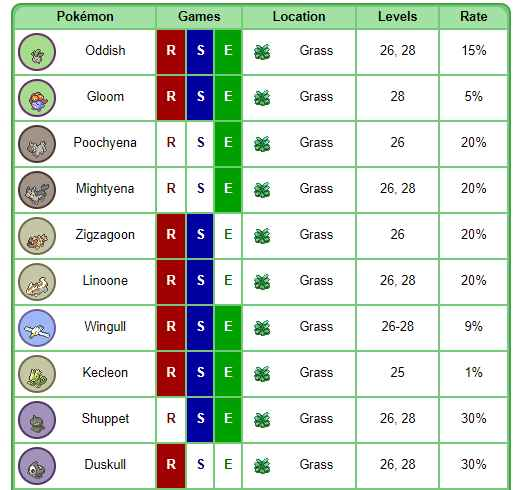 Pokémon Games Location Levels Rate
Oddish R S E Grass 26, 28 15%
Gloom R S E Grass 28 5%
Poochyena R S E Grass 26 20%
Mightyena R S E Grass 26, 28 20%
Zigzagoon R S E Grass 26 20%
Linoone R S E Grass 26, 28 20%
Wingull R S E Grass 26-28 9%
Kecleon R S E Grass 25 1%
Shuppet R S E Grass 26, 28 30%
Duskull R S E Grass 26, 28 30%